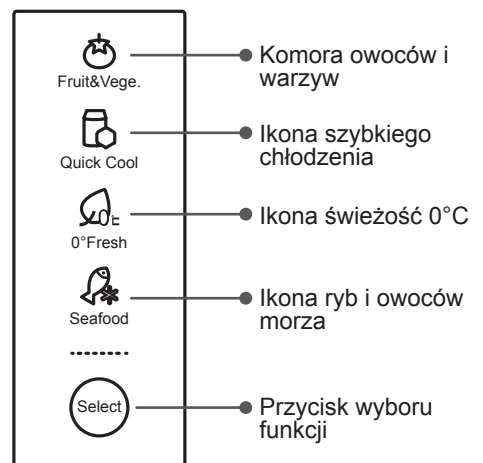 Fruit&Vege.
Komora owoców i
warzyw
Quick Cool
Ikona szybkiego
chłodzenia
0°Fresh
Ikona świeżość 0°C
Seafood
Ikona ryb i owoców
morza
Select
Przycisk wyboru
funkcji